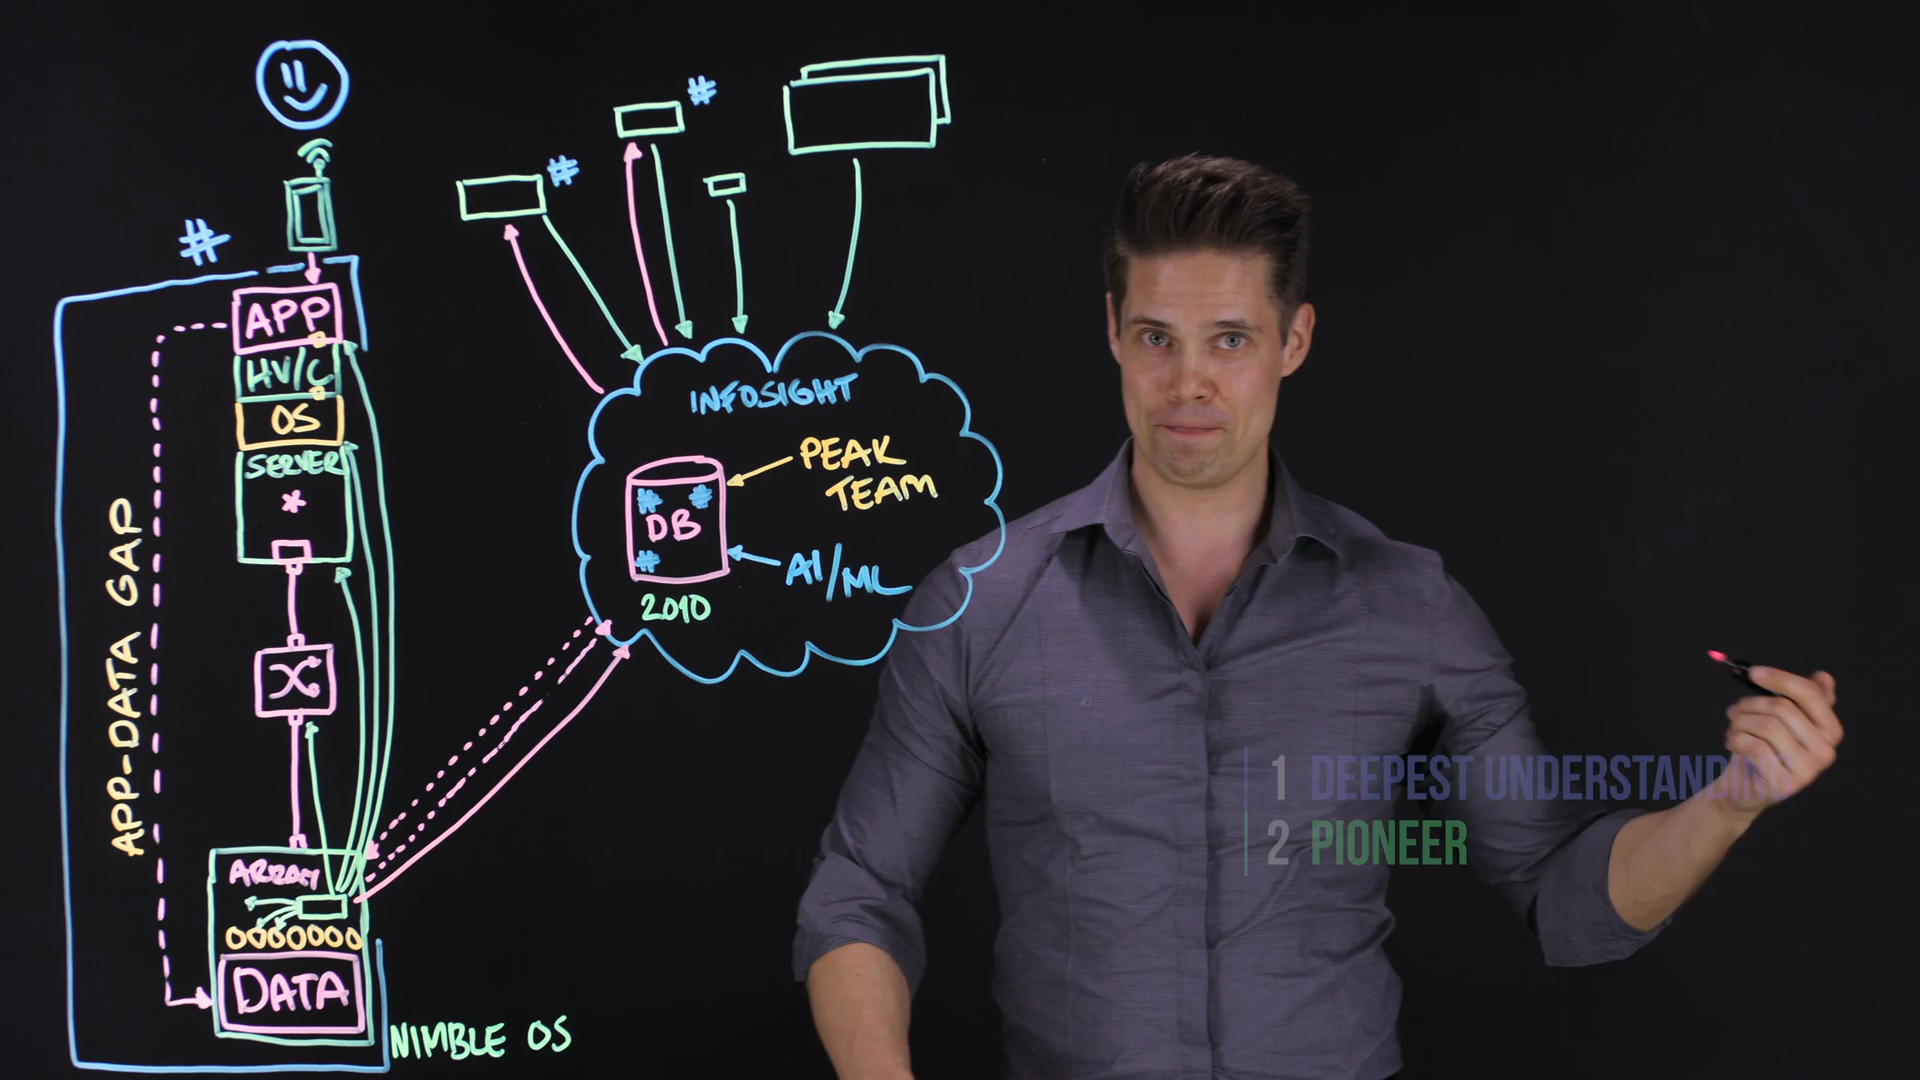 #
#
#
APP
HV/C
OS
SERVER
*
APP-DATA GAP
ARRAY
0000000
DATA
NIMBLE OS
INFOSIGHT
PEAK
TEAM
# #
DB
#
AI/ML
2010
1 DEEPEST UNDERSTANDING
2 PIONEER